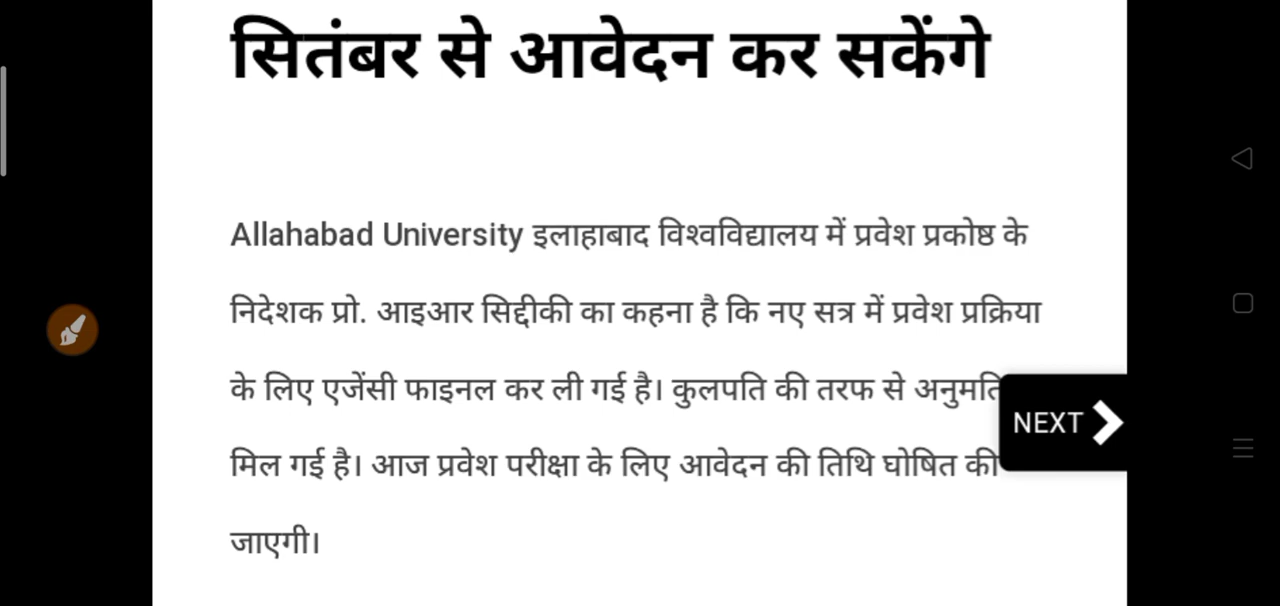 सितंबर से आवेदन कर सकेंगे
Allahabad University इलाहाबाद विश्वविद्यालय में प्रवेश प्रकोष्ठ के
निदेशक प्रो. आइआर सिद्दीकी का कहना है कि नए सत्र में प्रवेश प्रक्रिया
के लिए एजेंसी फाइनल कर ली गई है। कुलपति की तरफ से अनुमति
NEXT
मिल गई है। आज प्रवेश परीक्षा के लिए आवेदन की तिथि घोषित की
जाएगी।